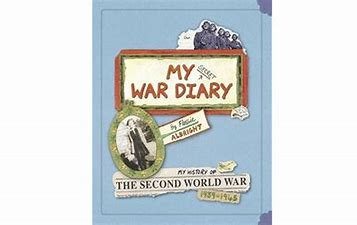 MY SECRET
WAR DIARY
by Flossie
ALBRIGHT
MY HISTORY OF
THE SECOND WORLD WAR
1939-1945